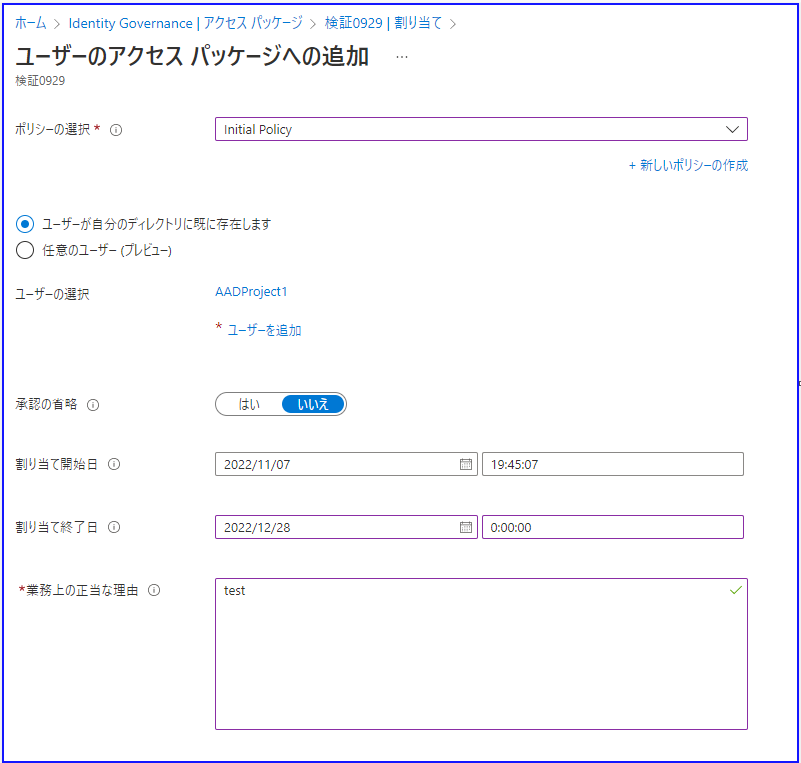 ホーム > Identity Governance | アクセス パッケージ > 検証0929 | 割り当て >
ユーザーのアクセス パッケージへの追加 ...
検証0929
ポリシーの選択 * Initial Policy
+ 新しいポリシーの作成
ユーザーが自分のディレクトリに既に存在します
任意のユーザー (プレビュー)
ユーザーの選択 AADProject1
* ユーザーを追加
承認の省略 はい いいえ
割り当て開始日 2022/11/07 19:45:07
割り当て終了日 2022/12/28 0:00:00
*業務上の正当な理由 test